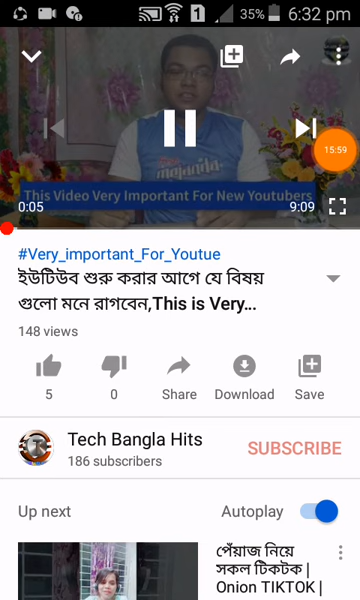 1 35% 6:32 pm
melanda
15:59
This Video Very Important For New Youtubers
0:05 9:09
#Very_important_For_Youtue
ইউটিউব শুরু করার আগে যে বিষয়
গুলো মনে রাগবেন,This is Very...
148 views
5 0 Share Download Save
Tech Bangla Hits SUBSCRIBE
186 subscribers
Up next Autoplay
পেঁয়াজ নিয়ে
সকল টিকটক |
Onion TIKTOK |